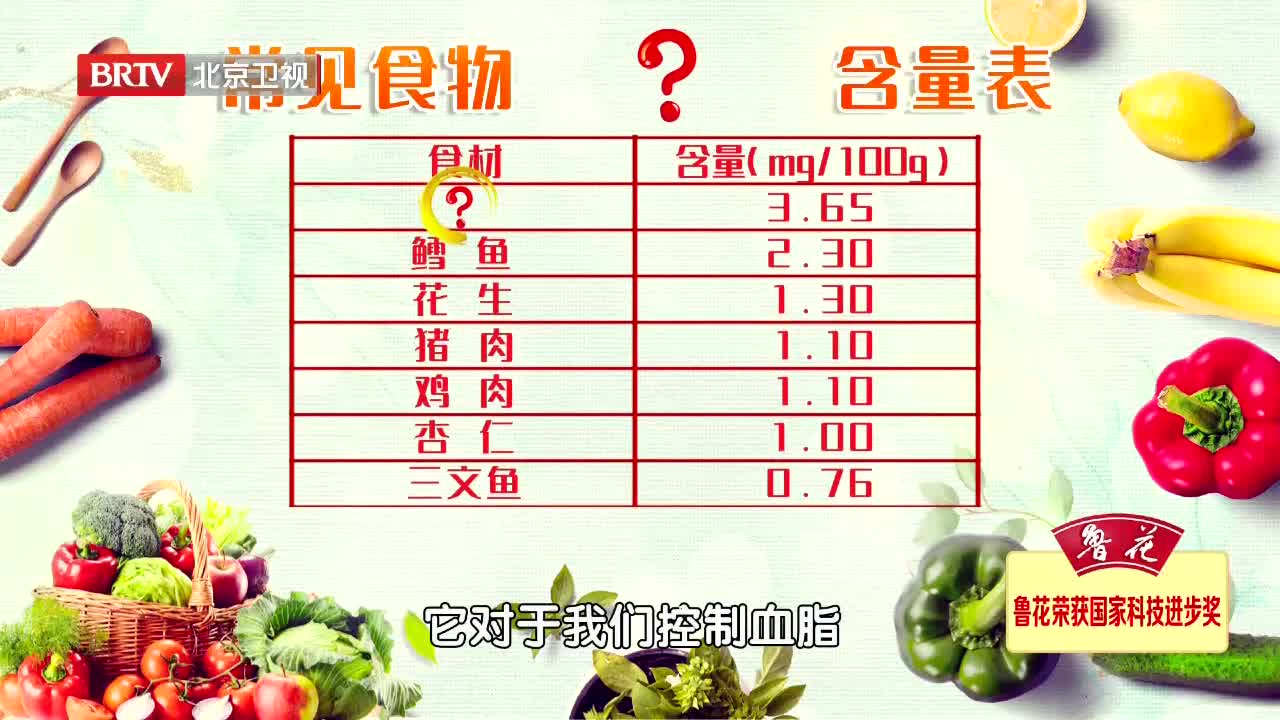 BRTV 北京卫视
常见食物 ? 含量表
食材 含量(mg/100g)
? 3.65
鳕鱼 2.30
花生 1.30
猪肉 1.10
鸡肉 1.10
杏仁 1.00
三文鱼 0.76
鲁花
鲁花荣获国家科技进步奖
它对于我们控制血脂